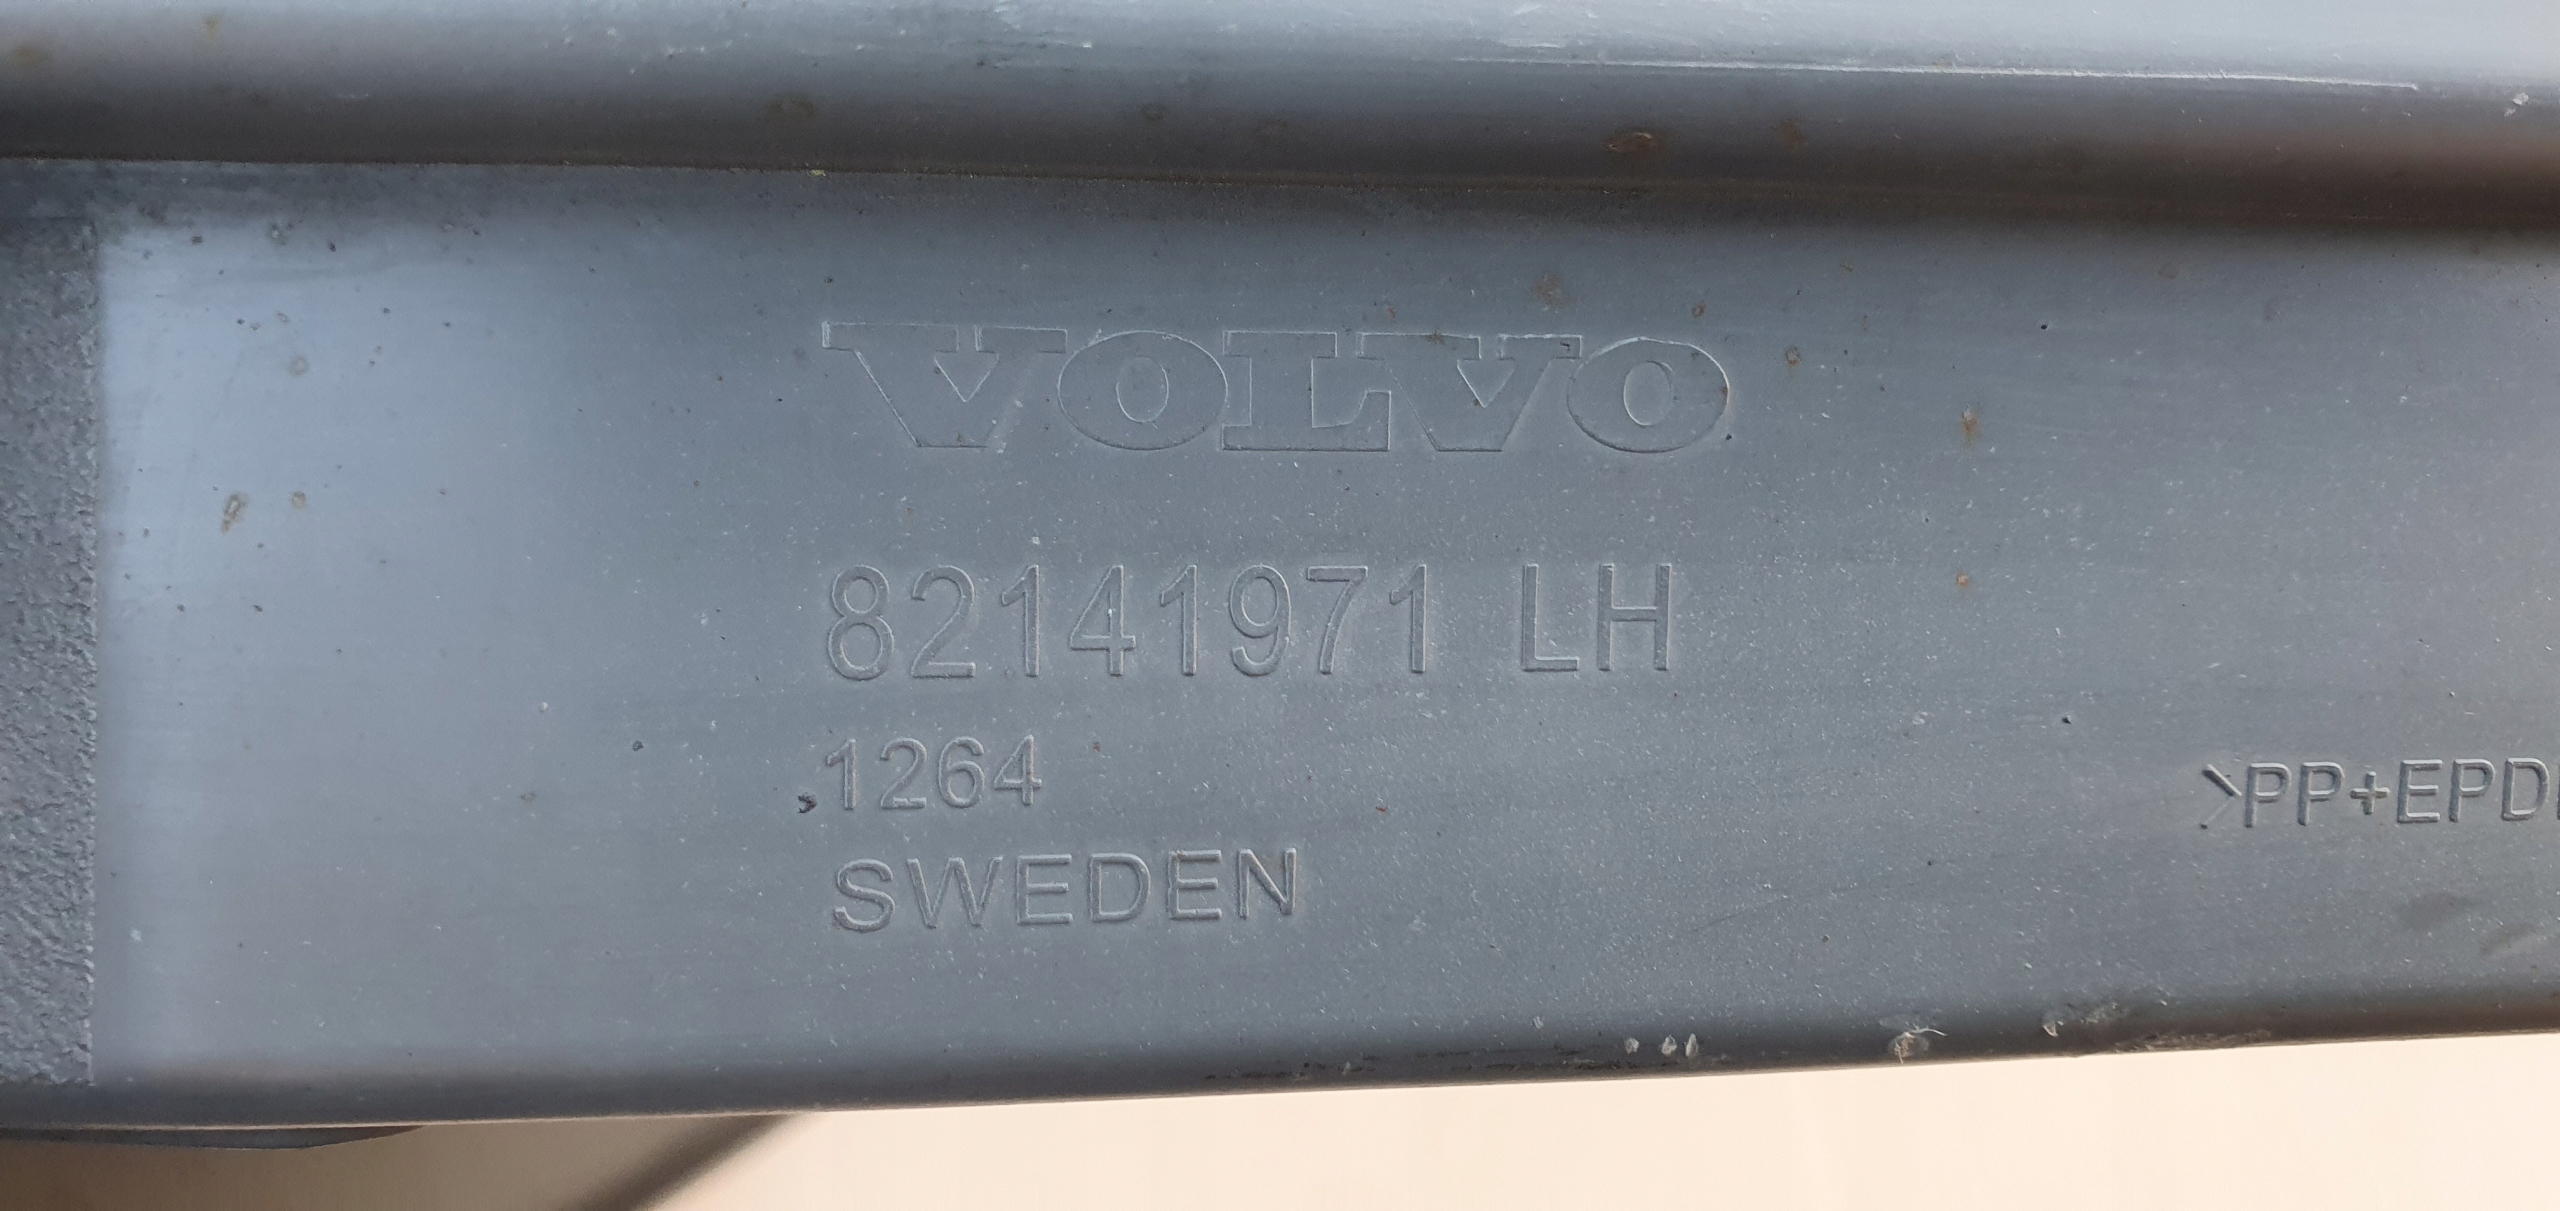 VOLVO
82141971 LH
1264
>PP+EPD
SWEDEN